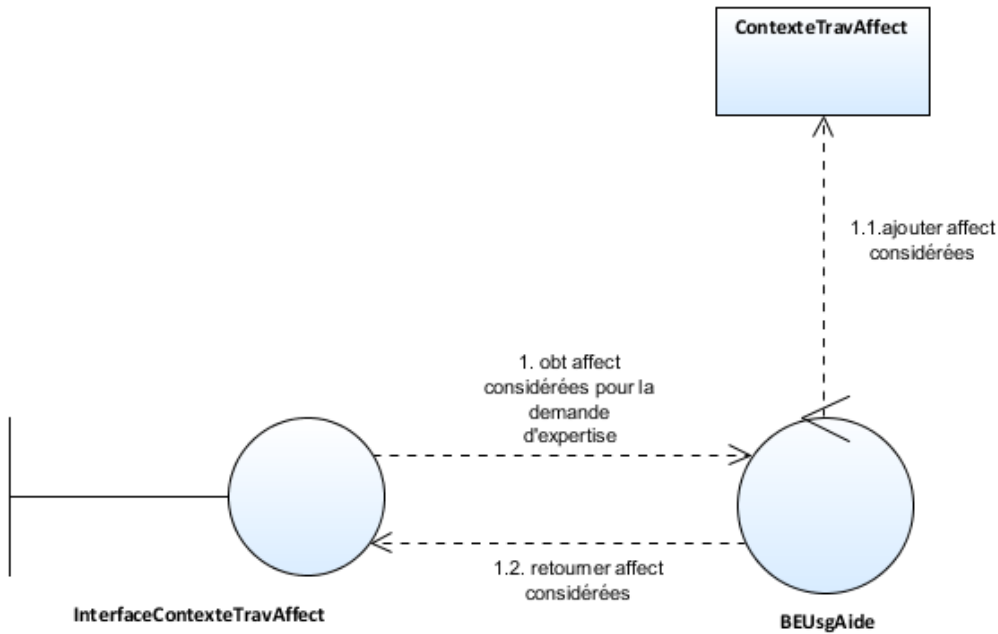 ContexteTravAffect
1.1.ajouter affect
considérées
1. obt affect
considérées pour la
demande
d'expertise
1.2. retourner affect
considérées
InterfaceContexteTravAffect
BEUsgAide